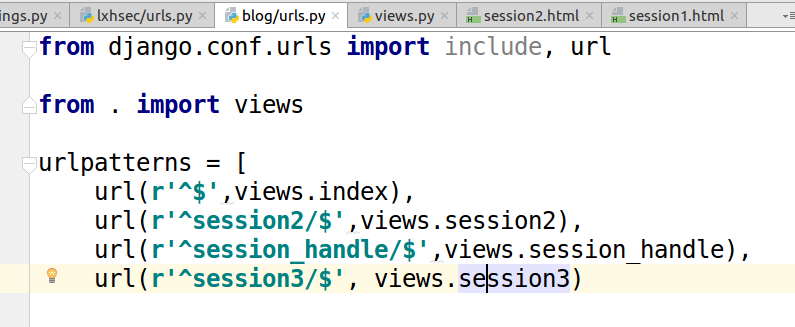 ngs.py lxhsec/urls.py blog/urls.py views.py session2.html session1.html
from django.conf.urls import include, url
from . import views
urlpatterns = [
    url(r'^$',views.index),
    url(r'^session2/$',views.session2),
    url(r'^session_handle/$',views.session_handle),
    url(r'^session3/$', views.session3)